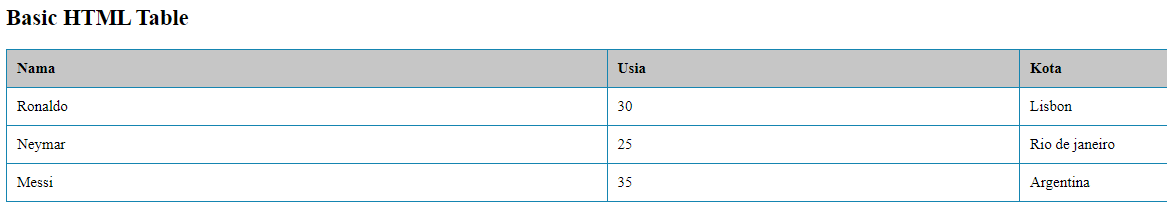 Basic HTML Table
Nama Usia Kota
Ronaldo 30 Lisbon
Neymar 25 Rio de janeiro
Messi 35 Argentina